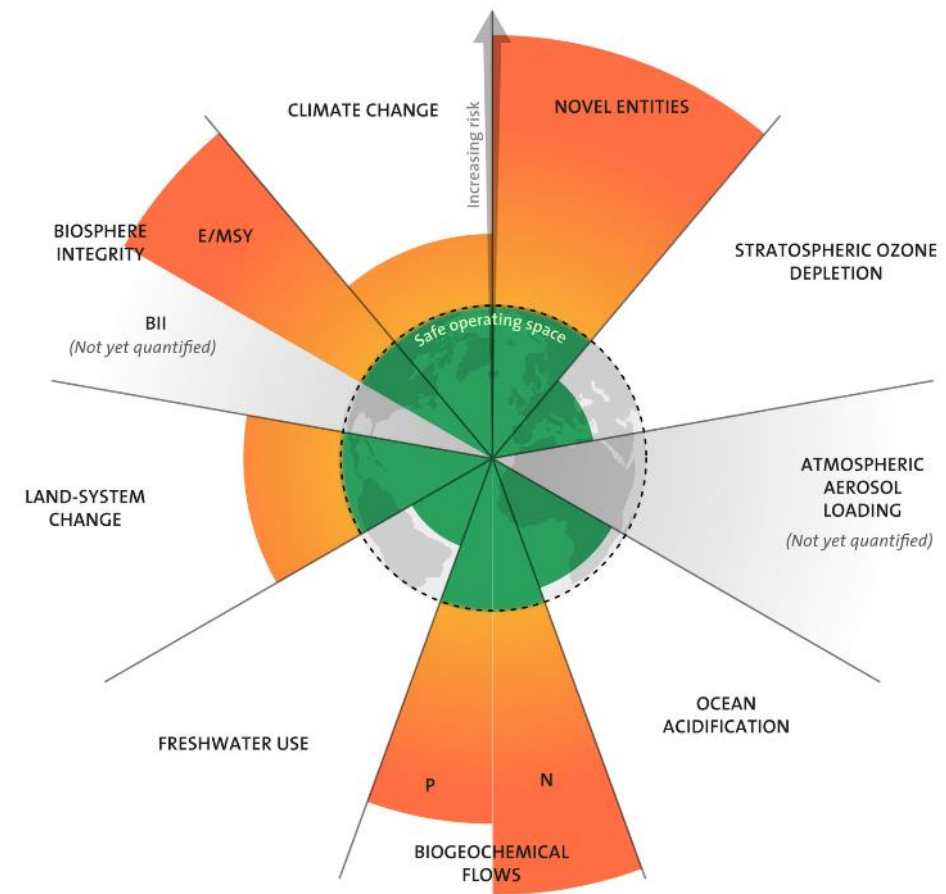 CLIMATE CHANGE
Increasing risk
NOVEL ENTITIES
BIOSPHERE
INTEGRITY
E/MSY
STRATOSPHERIC OZONE
DEPLETION
BII
(Not yet quantified)
Safe operating space
LAND-SYSTEM
CHANGE
ATMOSPHERIC
AEROSOL
LOADING
(Not yet quantified)
FRESHWATER USE
OCEAN
ACIDIFICATION
P
N
BIOGEOCHEMICAL
FLOWS